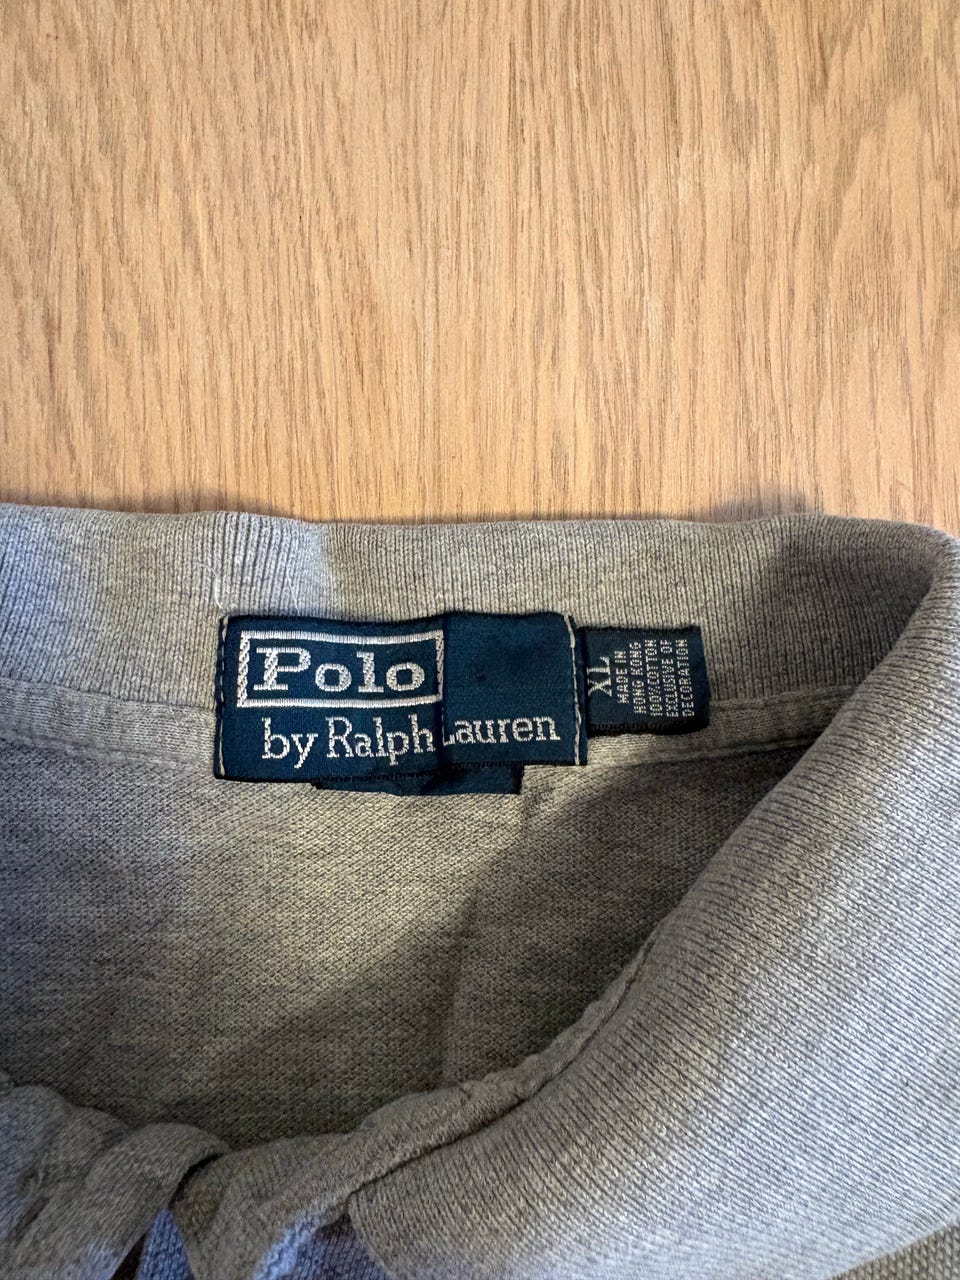 Polo
by Ralph Lauren
XL
MADE IN
HONG KONG
100% COTTON
EXCLUSIVE OF
DECORATION